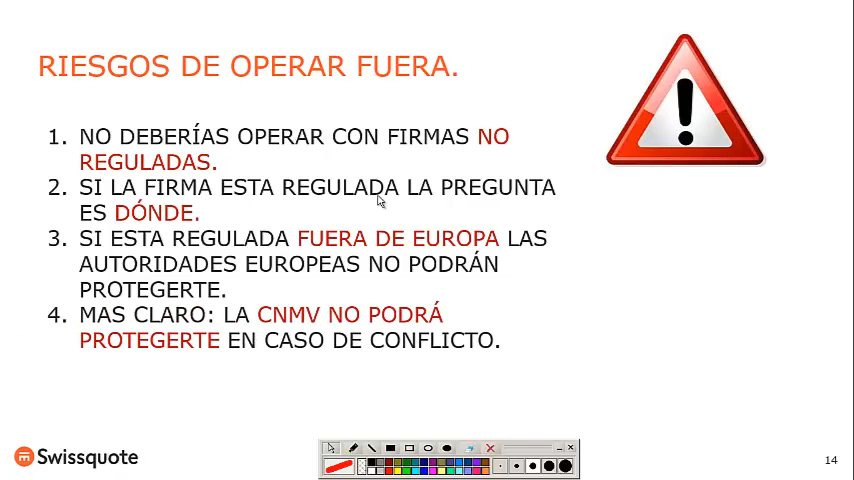 RIESGOS DE OPERAR FUERA.
1. NO DEBERÍAS OPERAR CON FIRMAS NO
REGULADAS.
2. SI LA FIRMA ESTA REGULADA LA PREGUNTA
ES DÓNDE.
3. SI ESTA REGULADA FUERA DE EUROPA LAS
AUTORIDADES EUROPEAS NO PODRÁN
PROTEGERTE.
4. MAS CLARO: LA CNMV NO PODRÁ
PROTEGERTE EN CASO DE CONFLICTO.
Swissquote
14